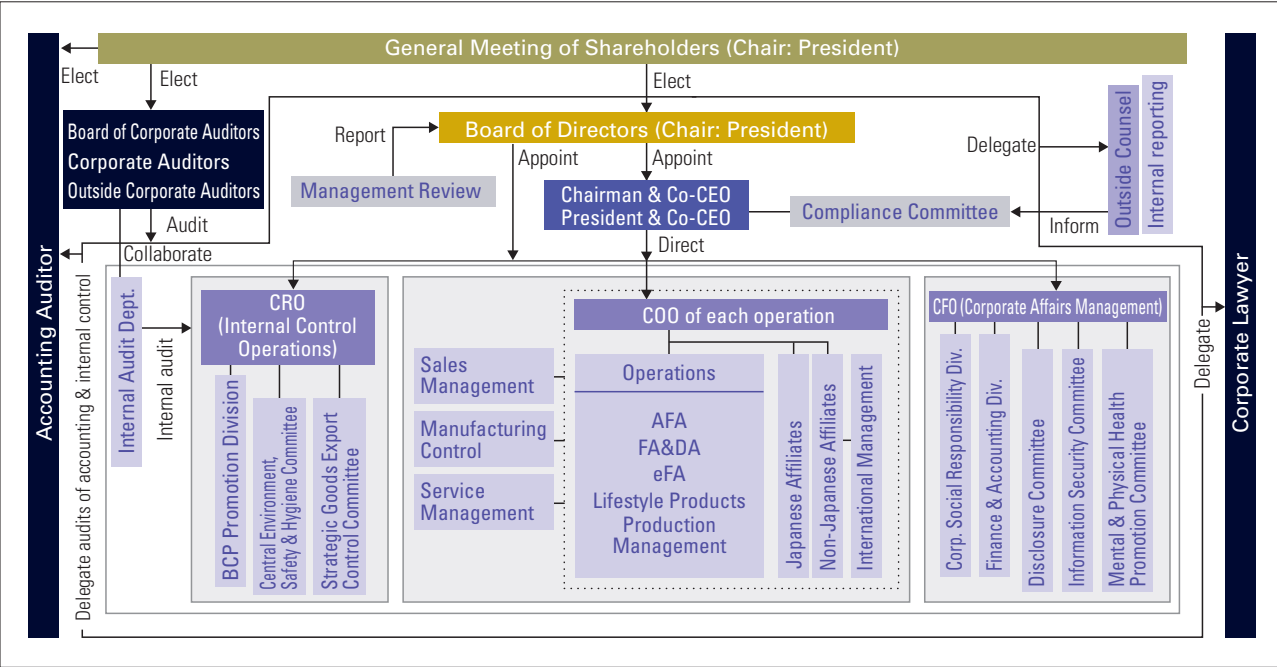 General Meeting of Shareholders (Chair: President)
Elect
Elect
Elect
Board of Corporate Auditors
Corporate Auditors
Outside Corporate Auditors
Report
Board of Directors (Chair: President)
Delegate
Outside Counsel
Internal reporting
Appoint
Appoint
Management Review
Chairman & Co-CEO
President & Co-CEO
Compliance Committee
Inform
Audit
Collaborate
Direct
Accounting Auditor
Delegate audits of accounting & internal control
Internal Audit Dept.
Internal audit
CRO
(Internal Control
Operations)
BCP Promotion Division
Central Environment,
Safety & Hygiene Committee
Strategic Goods Export
Control Committee
Sales
Management
Manufacturing
Control
Service
Management
COO of each operation
Operations
AFA
FA&DA
eFA
Lifestyle Products
Production
Management
Japanese Affiliates
Non-Japanese Affiliates
International Management
CFO (Corporate Affairs Management)
Corp. Social Responsibility Div.
Finance & Accounting Div.
Disclosure Committee
Information Security Committee
Mental & Physical Health
Promotion Committee
Delegate
Corporate Lawyer